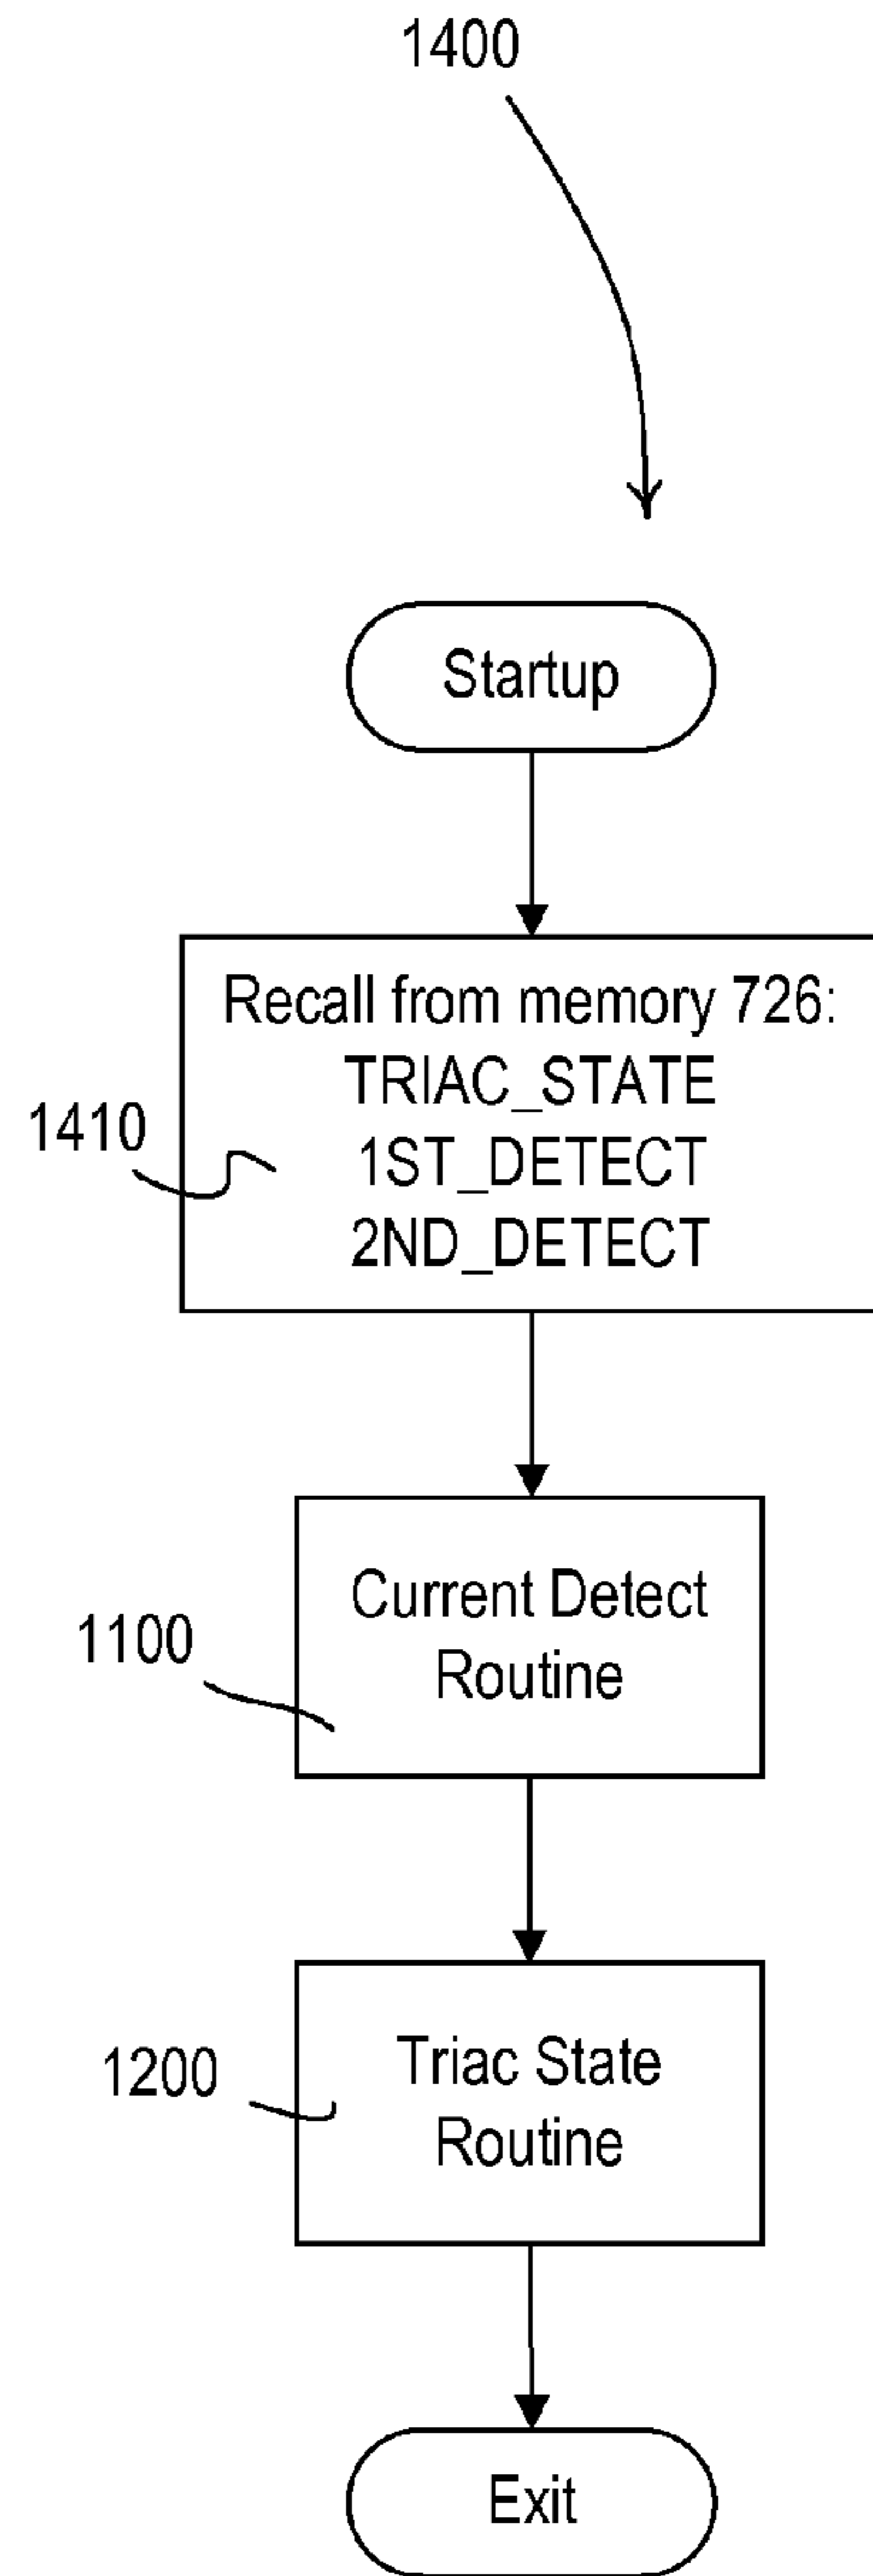 1400
Startup
Recall from memory 726:
TRIAC_STATE
1ST_DETECT
2ND_DETECT
1410
Current Detect
Routine
1100
Triac State
Routine
1200
Exit